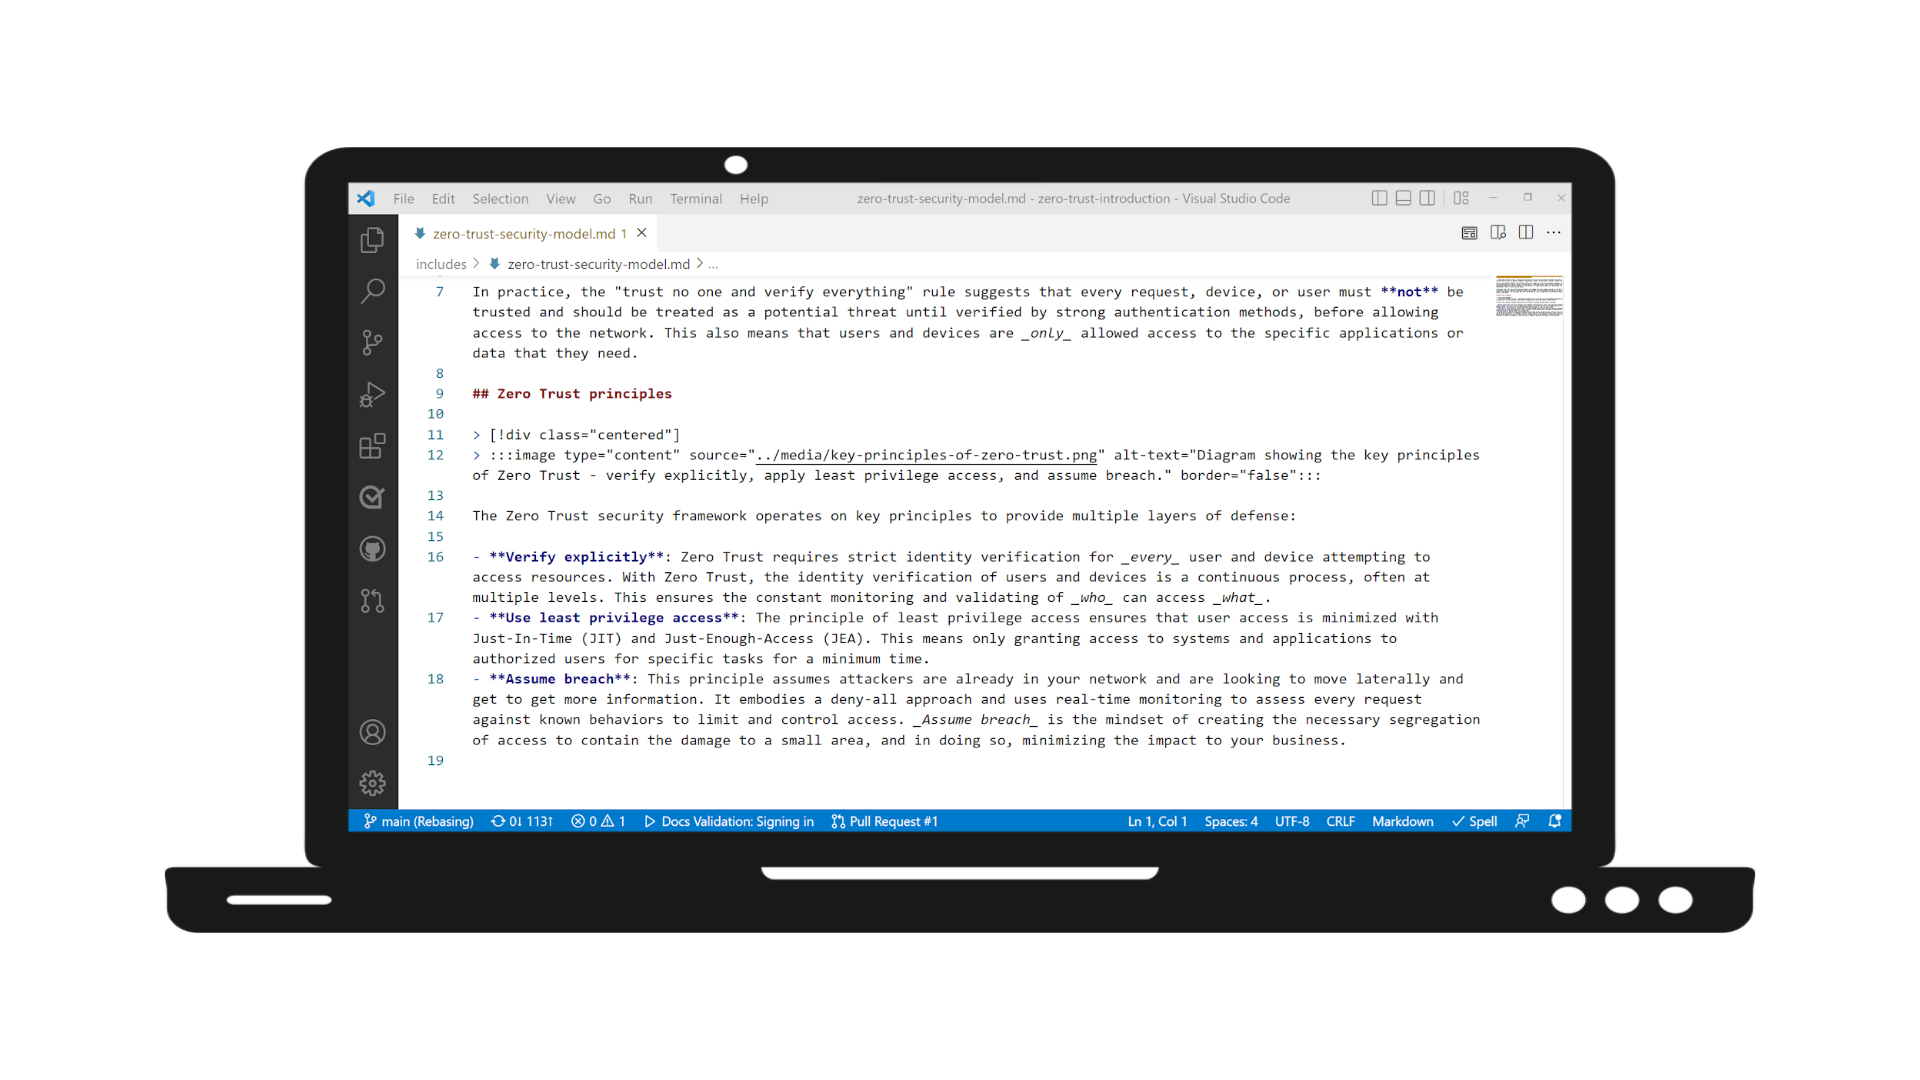 File Edit Selection View Go Run Terminal Help zero-trust-security-model.md - zero-trust-introduction - Visual Studio Code
zero-trust-security-model.md 1
includes > zero-trust-security-model.md > ...
7 In practice, the "trust no one and verify everything" rule suggests that every request, device, or user must **not** be
trusted and should be treated as a potential threat until verified by strong authentication methods, before allowing
access to the network. This also means that users and devices are _only_ allowed access to the specific applications or
data that they need.
8
9 ## Zero Trust principles
10
11 > [!div class="centered"]
12 > :::image type="content" source="../media/key-principles-of-zero-trust.png" alt-text="Diagram showing the key principles
of Zero Trust - verify explicitly, apply least privilege access, and assume breach." border="false":::
13
14 The Zero Trust security framework operates on key principles to provide multiple layers of defense:
15
16 - **Verify explicitly**: Zero Trust requires strict identity verification for _every_ user and device attempting to
access resources. With Zero Trust, the identity verification of users and devices is a continuous process, often at
multiple levels. This ensures the constant monitoring and validating of _who_ can access _what_.
17 - **Use least privilege access**: The principle of least privilege access ensures that user access is minimized with
Just-In-Time (JIT) and Just-Enough-Access (JEA). This means only granting access to systems and applications to
authorized users for specific tasks for a minimum time.
18 - **Assume breach**: This principle assumes attackers are already in your network and are looking to move laterally and
get to get more information. It embodies a deny-all approach and uses real-time monitoring to assess every request
against known behaviors to limit and control access. _Assume breach_ is the mindset of creating the necessary segregation
of access to contain the damage to a small area, and in doing so, minimizing the impact to your business.
19
main (Rebasing) 0↓ 113↑ 0 1 Docs Validation: Signing in Pull Request #1 Ln 1, Col 1 Spaces: 4 UTF-8 CRLF Markdown Spell